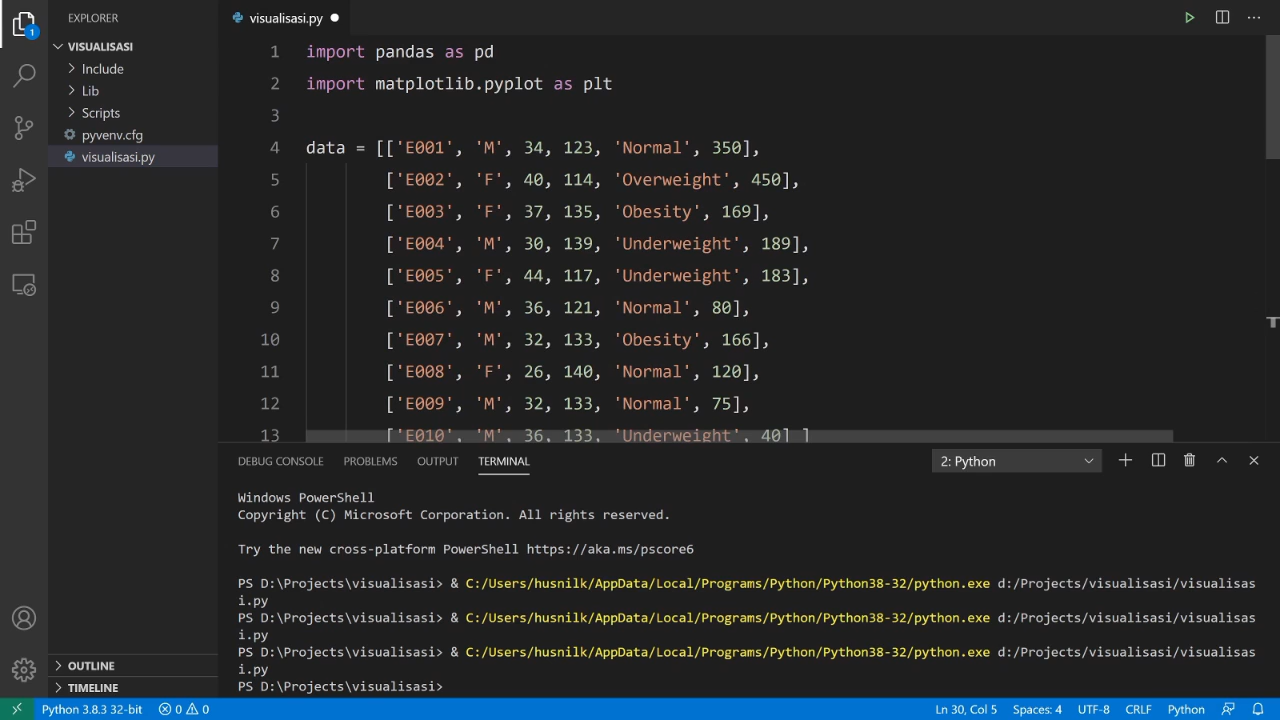 EXPLORER
VISUALISASI
Include
Lib
Scripts
pyvenv.cfg
visualisasi.py
OUTLINE
TIMELINE
1
visualisasi.py
1 import pandas as pd
2 import matplotlib.pyplot as plt
3
4 data = [['E001', 'M', 34, 123, 'Normal', 350],
5 ['E002', 'F', 40, 114, 'Overweight', 450],
6 ['E003', 'F', 37, 135, 'Obesity', 169],
7 ['E004', 'M', 30, 139, 'Underweight', 189],
8 ['E005', 'F', 44, 117, 'Underweight', 183],
9 ['E006', 'M', 36, 121, 'Normal', 80],
10 ['E007', 'M', 32, 133, 'Obesity', 166],
11 ['E008', 'F', 26, 140, 'Normal', 120],
12 ['E009', 'M', 32, 133, 'Normal', 75],
13 ['E010', 'M', 36, 133, 'Underweight', 40] ]
DEBUG CONSOLE PROBLEMS OUTPUT TERMINAL 2: Python
Windows PowerShell
Copyright (C) Microsoft Corporation. All rights reserved.
Try the new cross-platform PowerShell https://aka.ms/pscore6
PS D:\Projects\visualisasi> & C:/Users/husnilk/AppData/Local/Programs/Python/Python38-32/python.exe d:/Projects/visualisasi/visualisas
i.py
PS D:\Projects\visualisasi> & C:/Users/husnilk/AppData/Local/Programs/Python/Python38-32/python.exe d:/Projects/visualisasi/visualisas
i.py
PS D:\Projects\visualisasi> & C:/Users/husnilk/AppData/Local/Programs/Python/Python38-32/python.exe d:/Projects/visualisasi/visualisas
i.py
PS D:\Projects\visualisasi>
Python 3.8.3 32-bit 0 0 Ln 30, Col 5 Spaces: 4 UTF-8 CRLF Python